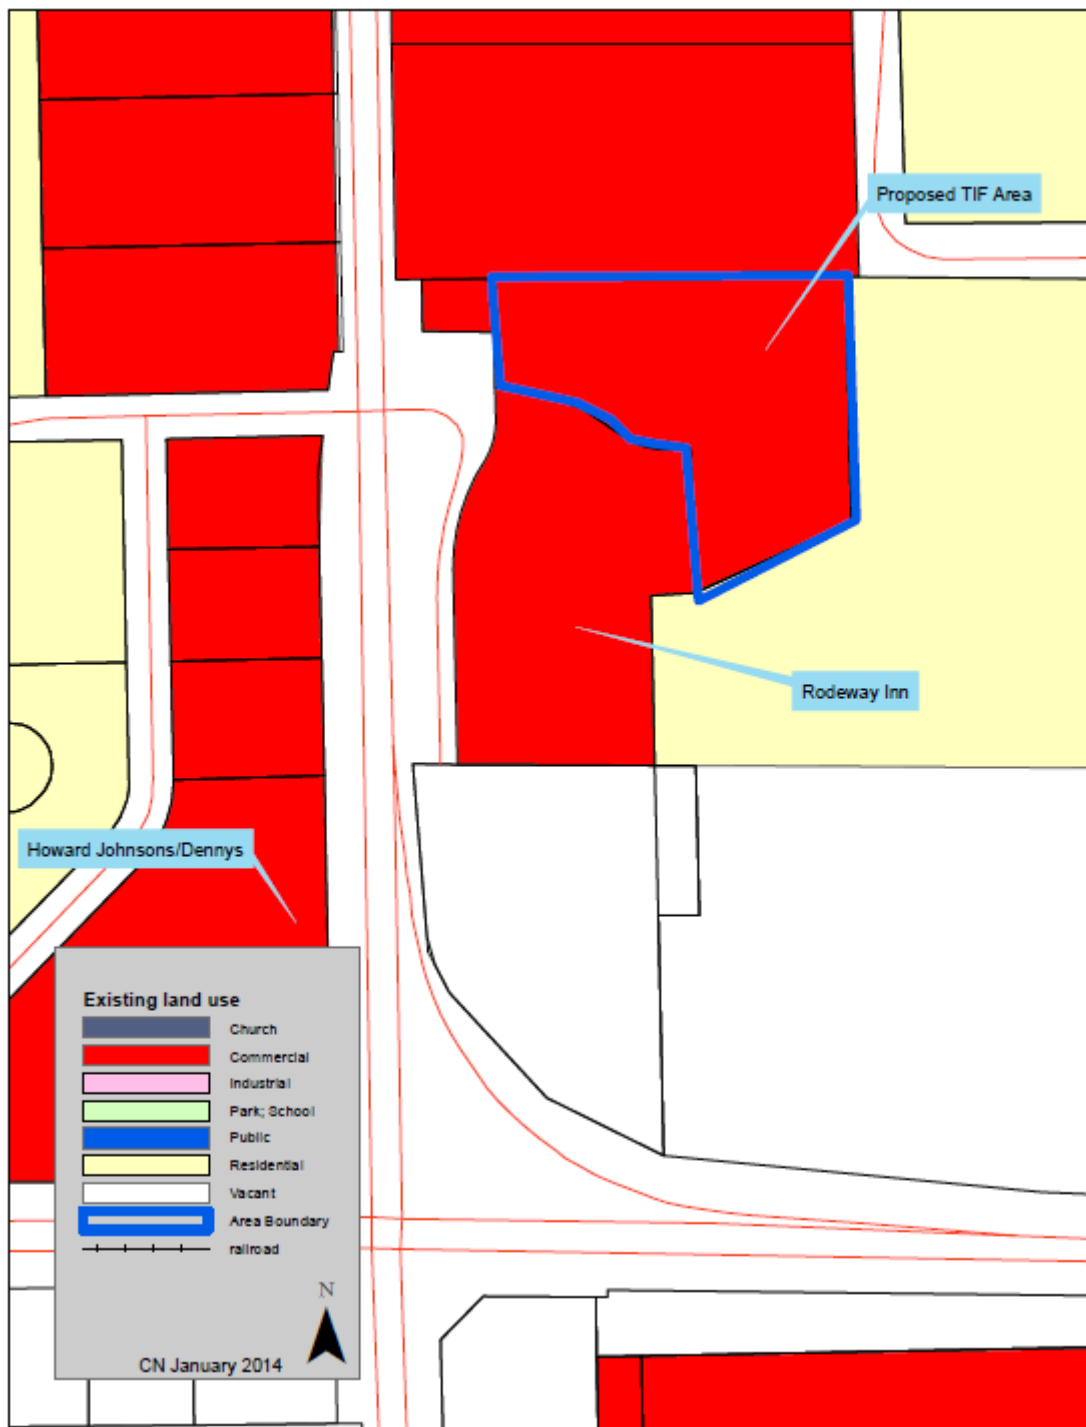 Proposed TIF Area
Rodeway Inn
Howard Johnsons/Dennys
Existing land use
Church
Commercial
Industrial
Park; School
Public
Residential
Vacant
Area Boundary
railroad
N
CN January 2014